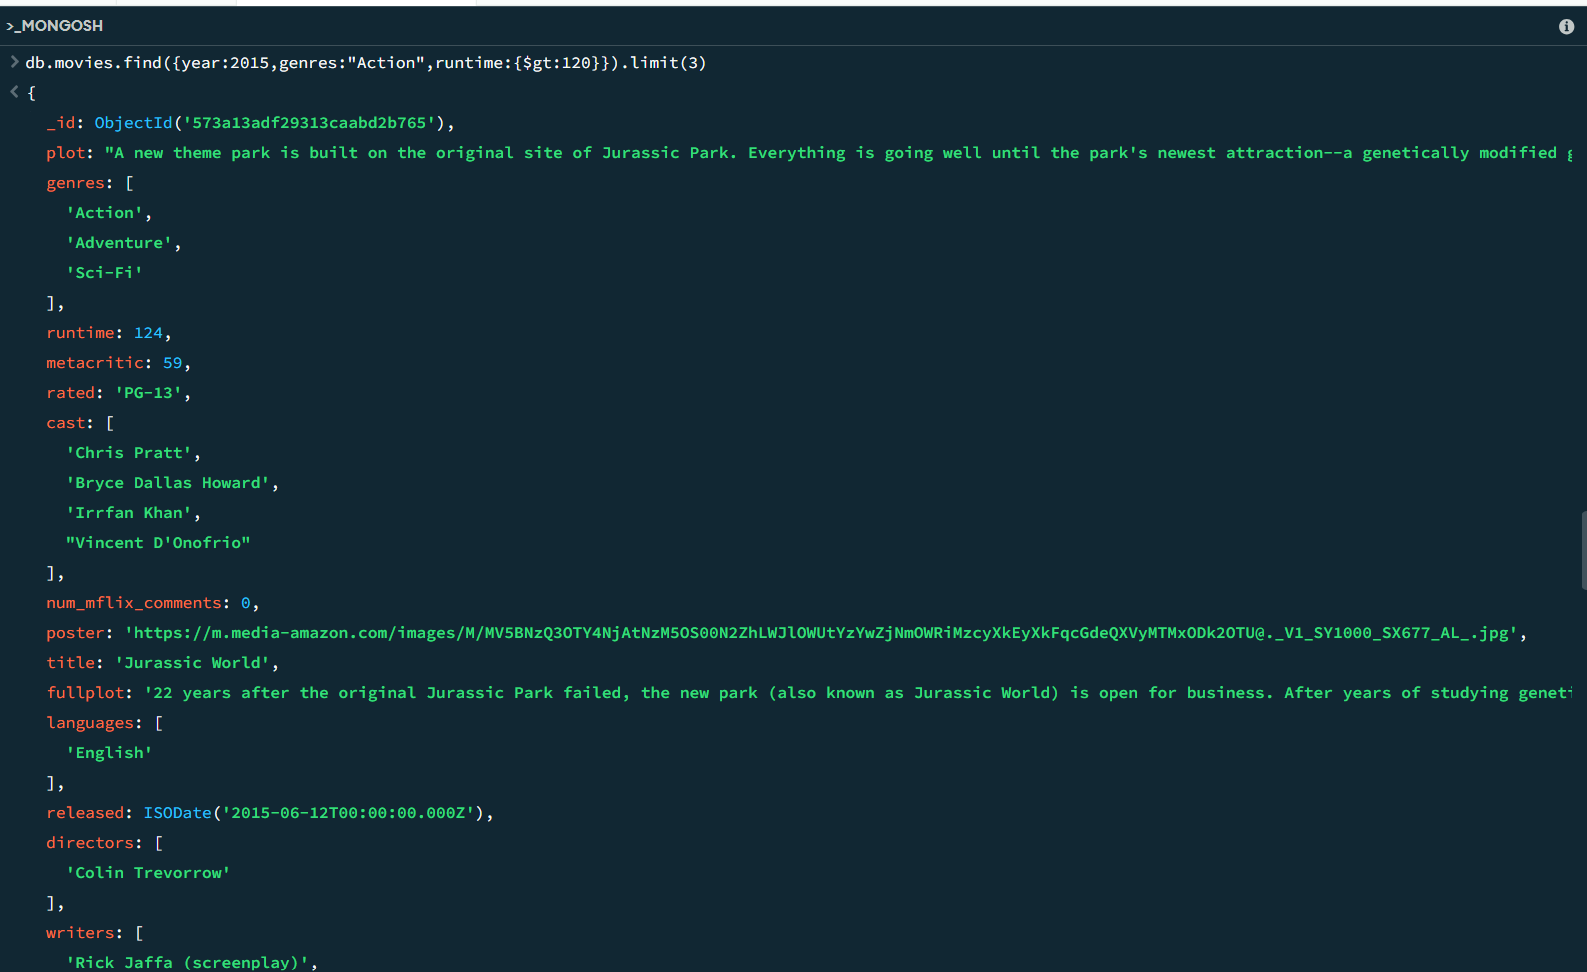 >_MONGOSH
> db.movies.find({year:2015,genres:"Action",runtime:{$gt:120}}).limit(3)
< {
_id: ObjectId('573a13adf29313caabd2b765'),
plot: "A new theme park is built on the original site of Jurassic Park. Everything is going well until the park's newest attraction--a genetically modified
genres: [
'Action',
'Adventure',
'Sci-Fi'
],
runtime: 124,
metacritic: 59,
rated: 'PG-13',
cast: [
'Chris Pratt',
'Bryce Dallas Howard',
'Irrfan Khan',
"Vincent D'Onofrio"
],
num_mflix_comments: 0,
poster: 'https://m.media-amazon.com/images/M/MV5BNzQ3OTY4NjAtNzM5OS00N2ZhLWJlOWUtYzYwZjNmOWRiMzcyXkEyXkFqcGdeQXVyMTMxODk2OTU@._V1_SY1000_SX677_AL_.jpg',
title: 'Jurassic World',
fullplot: '22 years after the original Jurassic Park failed, the new park (also known as Jurassic World) is open for business. After years of studying geneti
languages: [
'English'
],
released: ISODate('2015-06-12T00:00:00.000Z'),
directors: [
'Colin Trevorrow'
],
writers: [
'Rick Jaffa (screenplay)',